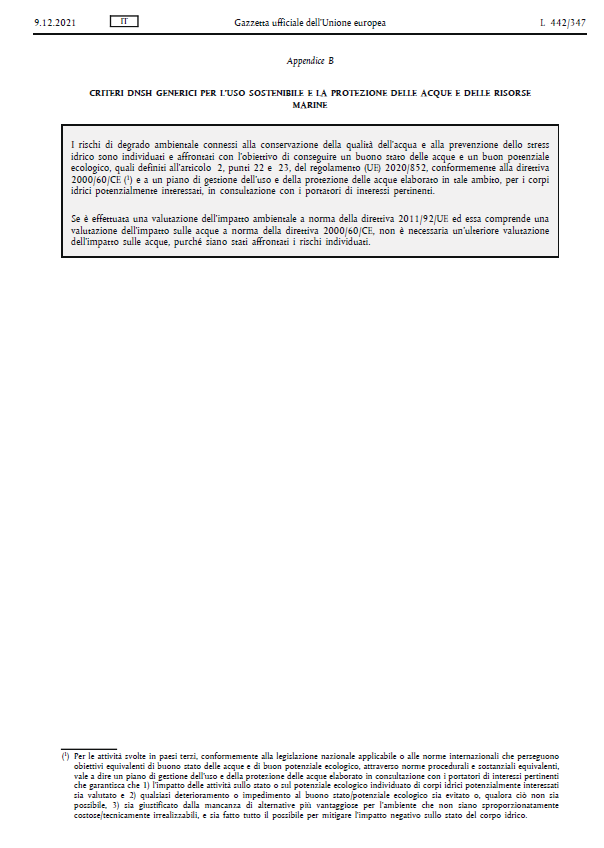 9.12.2021
IT
Gazzetta ufficiale dell'Unione europea
L 442/347
Appendice B
CRITERI DNSH GENERICI PER L'USO SOSTENIBILE E LA PROTEZIONE DELLE ACQUE E DELLE RISORSE
MARINE
I rischi di degrado ambientale connessi alla conservazione della qualità dell'acqua e alla prevenzione dello stress
idrico sono individuati e affrontati con l'obiettivo di conseguire un buono stato delle acque e un buon potenziale
ecologico, quali definiti all'articolo 2, punti 22 e 23, del regolamento (UE) 2020/852, conformemente alla direttiva
2000/60/CE (¹) e a un piano di gestione dell'uso e della protezione delle acque elaborato in tale ambito, per i corpi
idrici potenzialmente interessati, in consultazione con i portatori di interessi pertinenti.
Se è effettuata una valutazione dell'impatto ambientale a norma della direttiva 2011/92/UE ed essa comprende una
valutazione dell'impatto sulle acque a norma della direttiva 2000/60/CE, non è necessaria un'ulteriore valutazione
dell'impatto sulle acque, purché siano stati affrontati i rischi individuati.
(¹) Per le attività svolte in paesi terzi, conformemente alla legislazione nazionale applicabile o alle norme internazionali che perseguono
obiettivi equivalenti di buono stato delle acque e di buon potenziale ecologico, attraverso norme procedurali e sostanziali equivalenti,
vale a dire un piano di gestione dell'uso e della protezione delle acque elaborato in consultazione con i portatori di interessi pertinenti
che garantisca che 1) l'impatto delle attività sullo stato o sul potenziale ecologico individuato di corpi idrici potenzialmente interessati
sia valutato e 2) qualsiasi deterioramento o impedimento al buono stato/potenziale ecologico sia evitato o, qualora ciò non sia
possibile, 3) sia giustificato dalla mancanza di alternative più vantaggiose per l'ambiente che non siano sproporzionatamente
costose/tecnicamente irrealizzabili, e sia fatto tutto il possibile per mitigare l'impatto negativo sullo stato del corpo idrico.